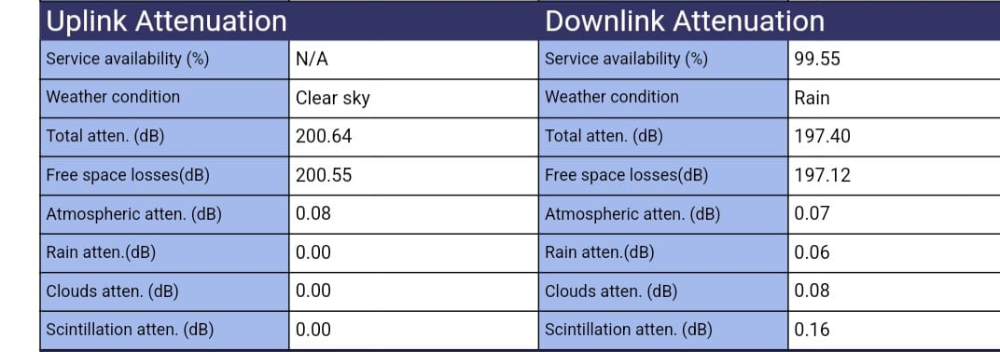 Uplink Attenuation Downlink Attenuation
Service availability (%) N/A Service availability (%) 99.55
Weather condition Clear sky Weather condition Rain
Total atten. (dB) 200.64 Total atten. (dB) 197.40
Free space losses(dB) 200.55 Free space losses(dB) 197.12
Atmospheric atten. (dB) 0.08 Atmospheric atten. (dB) 0.07
Rain atten.(dB) 0.00 Rain atten.(dB) 0.06
Clouds atten. (dB) 0.00 Clouds atten. (dB) 0.08
Scintillation atten. (dB) 0.00 Scintillation atten. (dB) 0.16